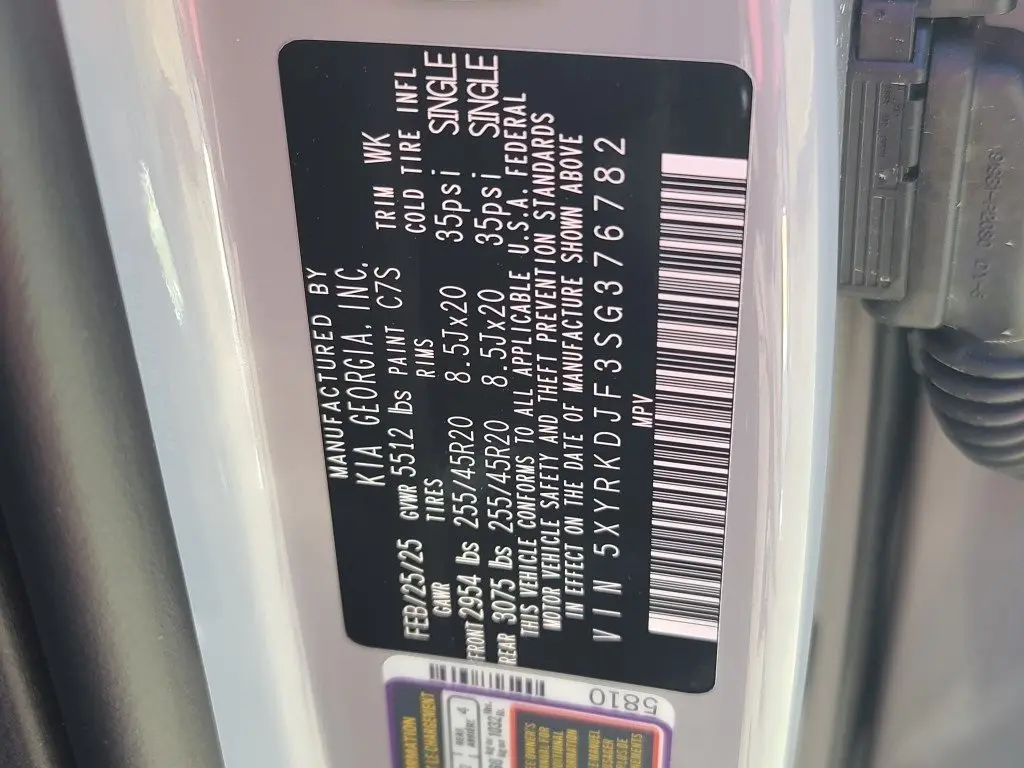 MANUFACTURED BY
KIA GEORGIA, INC.
FEB/25/25 GVWR 5512 lbs PAINT C7S TRIM WK
GAWR TIRES RIMS COLD TIRE INFL
FRONT 2954 lbs 255/45R20 8.5Jx20 35psi SINGLE
REAR 3075 lbs 255/45R20 8.5Jx20 35psi SINGLE
THIS VEHICLE CONFORMS TO ALL APPLICABLE U.S.A. FEDERAL
MOTOR VEHICLE SAFETY AND THEFT PREVENTION STANDARDS
IN EFFECT ON THE DATE OF MANUFACTURE SHOWN ABOVE
VIN 5XYRKDJF3SG376782
MPV
5810
REAR
ARRIÈRE 4